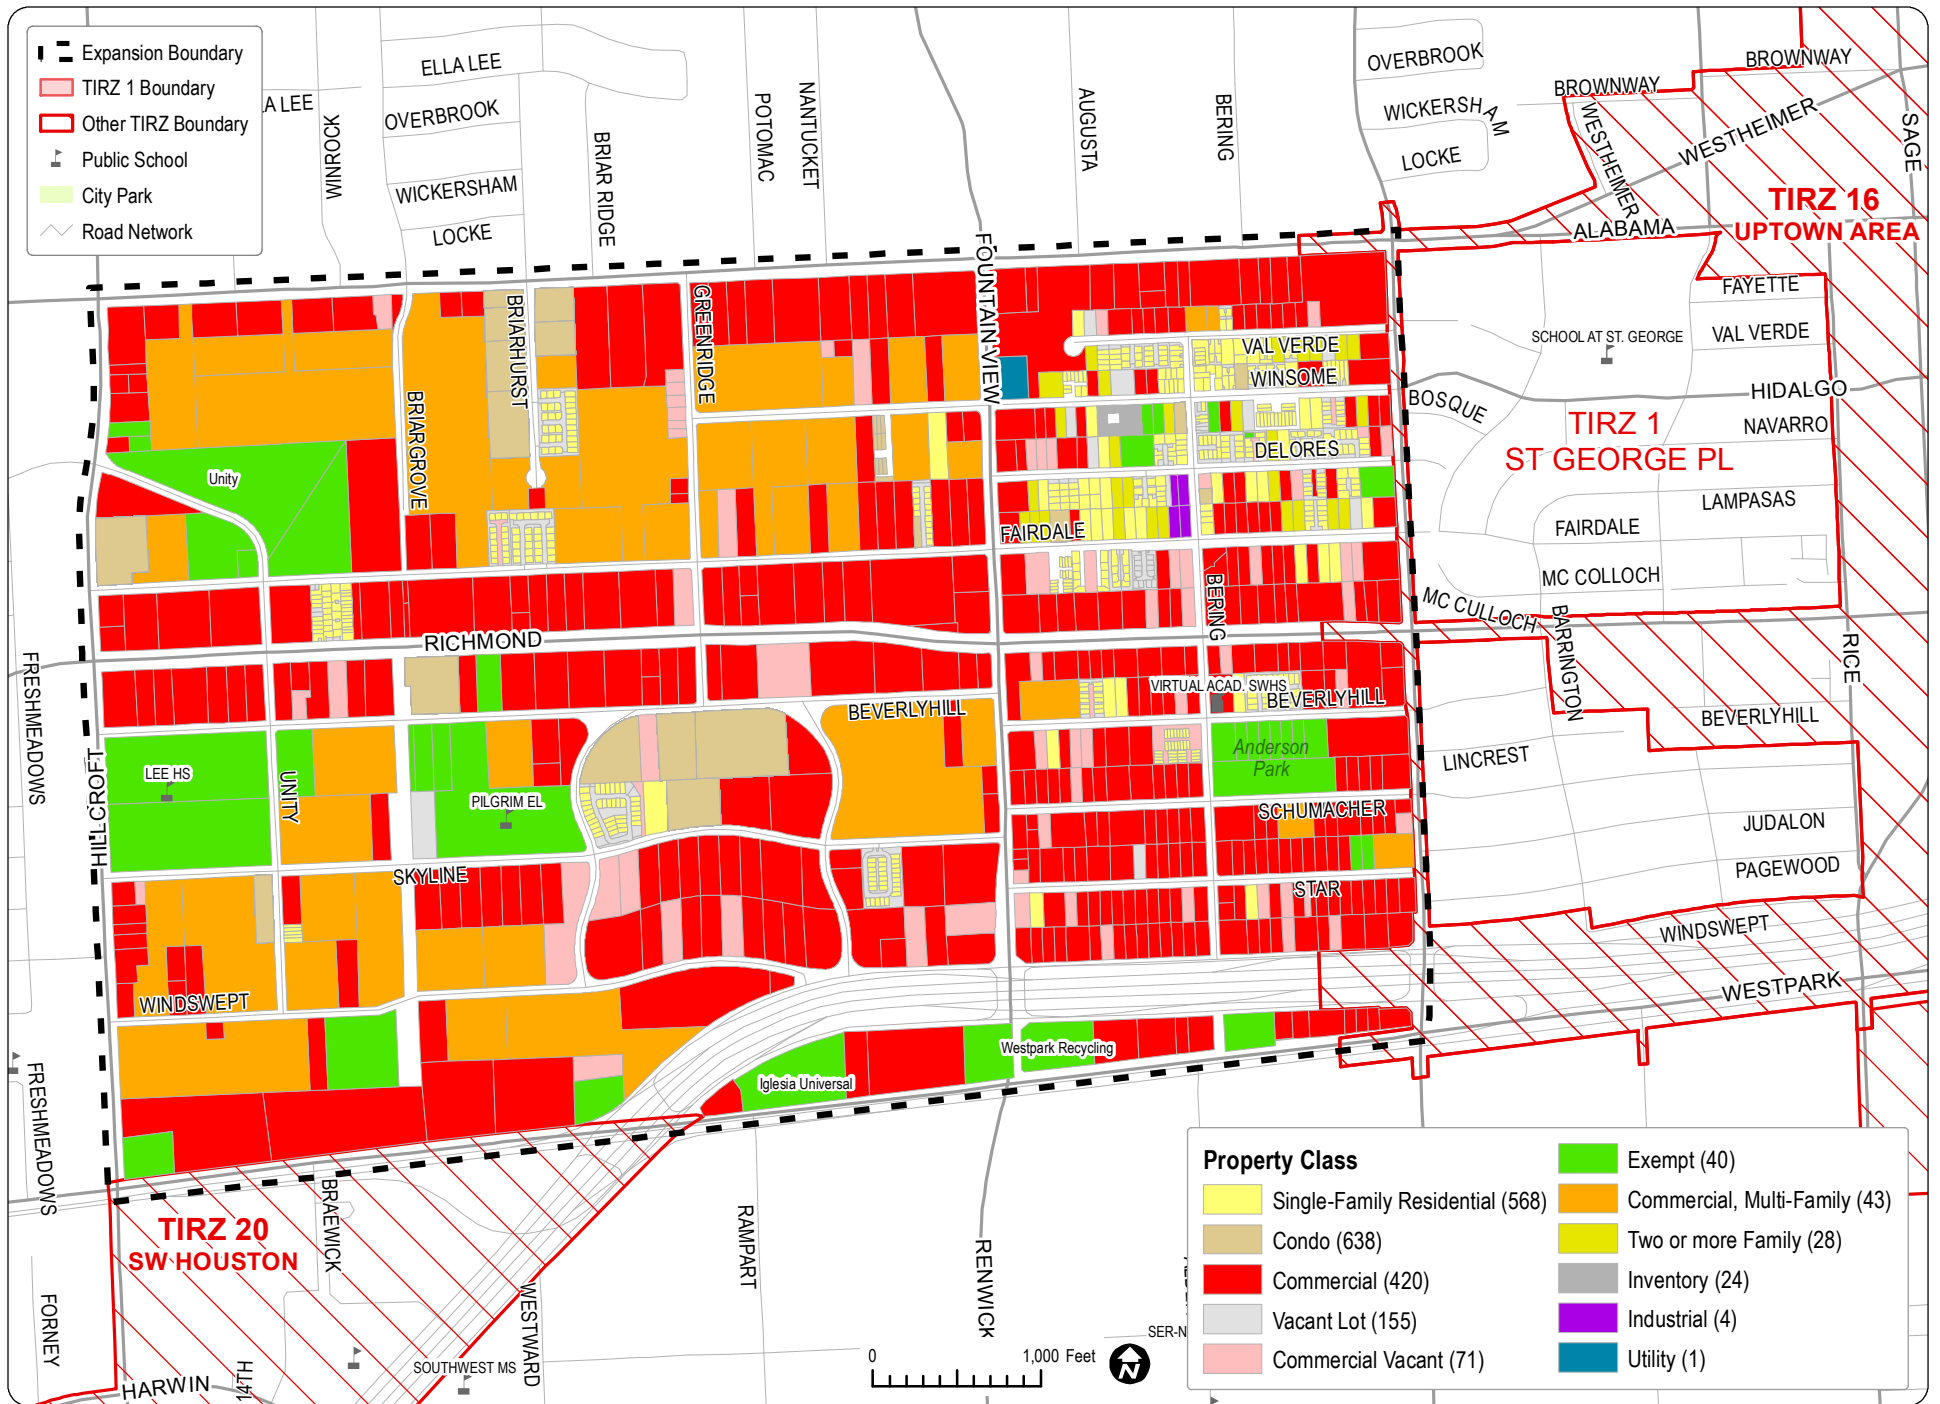 Expansion Boundary
TIRZ 1 Boundary
Other TIRZ Boundary
Public School
City Park
Road Network
ELLA LEE
LA LEE
OVERBROOK
WICKERSHAM
LOCKE
MINROCK
BRIAR RIDGE
POTOMAC
NANTUCKET
AUGUSTA
BERING
OVERBROOK
WICKERSHAM
LOCKE
BROWNWAY
BROWNWAY
WESTHEIMER
WESTHEIMER
SAGE
ALABAMA
TIRZ 16
UPTOWN AREA
FAYETTE
VAL VERDE
SCHOOL AT ST. GEORGE
HIDALGO
BOSQUE
NAVARRO
TIRZ 1
ST GEORGE PL
LAMPASAS
FAIRDALE
MC COLLOCH
MC CULLOCH
BARRINGTON
RICE
BEVERLYHILL
LINCREST
JUDALON
PAGEWOOD
WINDSWEPT
WESTPARK
BRIARHURST
GREENRIDGE
FOUNTAIN VIEW
BRIARGROVE
VAL VERDE
WINSOME
DELORES
FAIRDALE
BERING
Unity
RICHMOND
FRESHMEADOWS
HILLCROFT
LEE HS
UNITY
PILGRIM EL
BEVERLYHILL
VIRTUAL ACAD. SWHS
BEVERLYHILL
Anderson
Park
SCHUMACHER
SKYLINE
STAR
WINDSWEPT
Westpark Recycling
Iglesia Universal
FRESHMEADOWS
FORNEY
TIRZ 20
SW HOUSTON
BRAEWICK
HARWIN
14TH
SOUTHWEST MS
WESTWARD
RAMPART
RENWICK
SER-N
0
1,000 Feet
N
Property Class
Single-Family Residential (568)
Condo (638)
Commercial (420)
Vacant Lot (155)
Commercial Vacant (71)
Exempt (40)
Commercial, Multi-Family (43)
Two or more Family (28)
Inventory (24)
Industrial (4)
Utility (1)